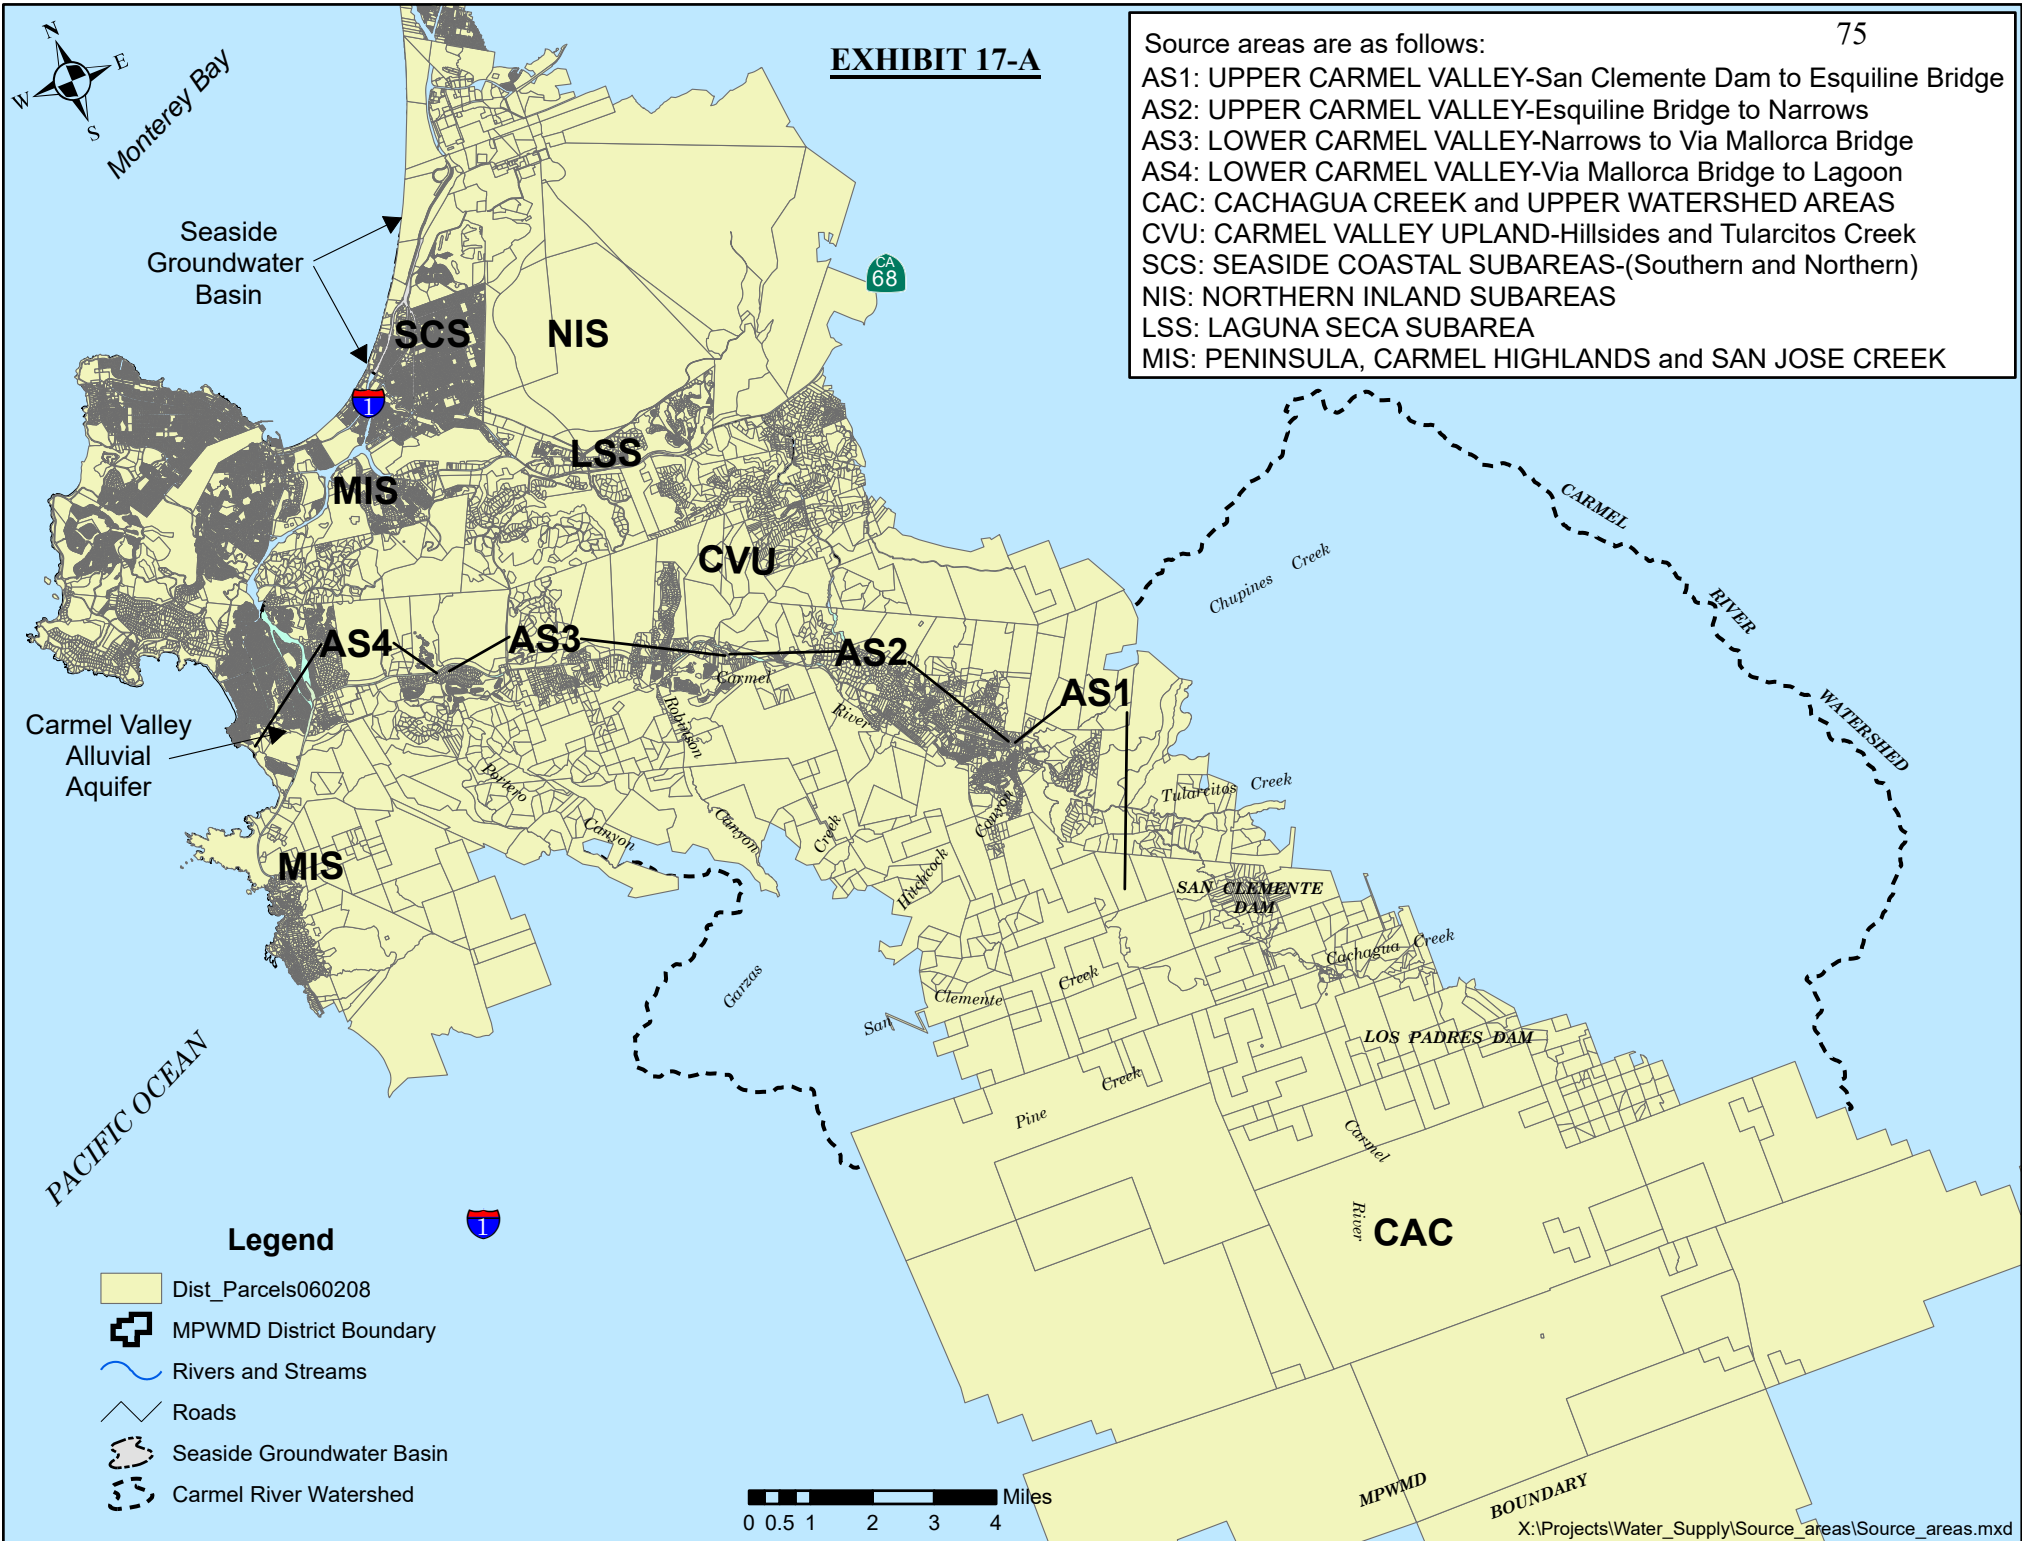 EXHIBIT 17-A
75
Source areas are as follows:
AS1: UPPER CARMEL VALLEY-San Clemente Dam to Esquiline Bridge
AS2: UPPER CARMEL VALLEY-Esquiline Bridge to Narrows
AS3: LOWER CARMEL VALLEY-Narrows to Via Mallorca Bridge
AS4: LOWER CARMEL VALLEY-Via Mallorca Bridge to Lagoon
CAC: CACHAGUA CREEK and UPPER WATERSHED AREAS
CVU: CARMEL VALLEY UPLAND-Hillsides and Tularcitos Creek
SCS: SEASIDE COASTAL SUBAREAS-(Southern and Northern)
NIS: NORTHERN INLAND SUBAREAS
LSS: LAGUNA SECA SUBAREA
MIS: PENINSULA, CARMEL HIGHLANDS and SAN JOSE CREEK
N
E
W
S
Monterey Bay
Seaside
Groundwater
Basin
CA
68
SCS
NIS
1
LSS
MIS
CVU
CARMEL
RIVER
WATERSHED
Chupines Creek
AS4
AS3
AS2
AS1
Carmel
River
Robinson
Canyon
Carmel Valley
Alluvial
Aquifer
Portero
Canyon
Creek
Hitchcock
Canyon
Tularcitos Creek
MIS
SAN CLEMENTE
DAM
Cachagua Creek
Garzas
San
Clemente
Creek
LOS PADRES DAM
Pine
Creek
Carmel
River
CAC
PACIFIC OCEAN
1
Legend
Dist_Parcels060208
MPWMD District Boundary
Rivers and Streams
Roads
Seaside Groundwater Basin
Carmel River Watershed
Miles
0 0.5 1 2 3 4
MPWMD
BOUNDARY
X:\Projects\Water_Supply\Source_areas\Source_areas.mxd